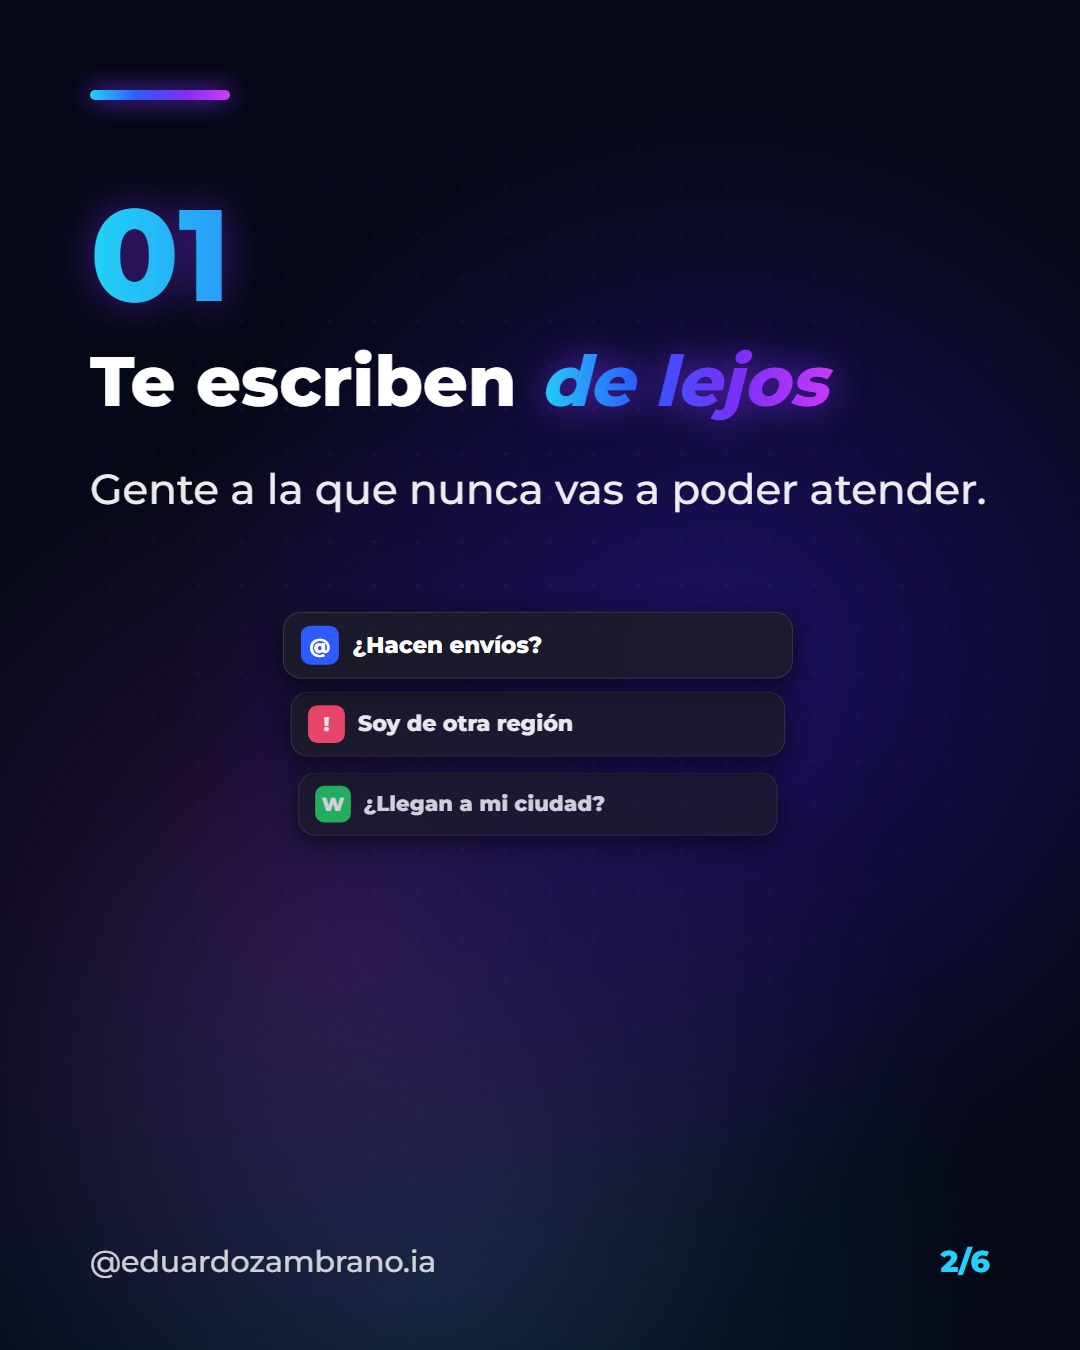 01
Te escriben de lejos
Gente a la que nunca vas a poder atender.
@ ¿Hacen envíos?
! Soy de otra región
W ¿Llegan a mi ciudad?
@eduardozambrano.ia
2/6